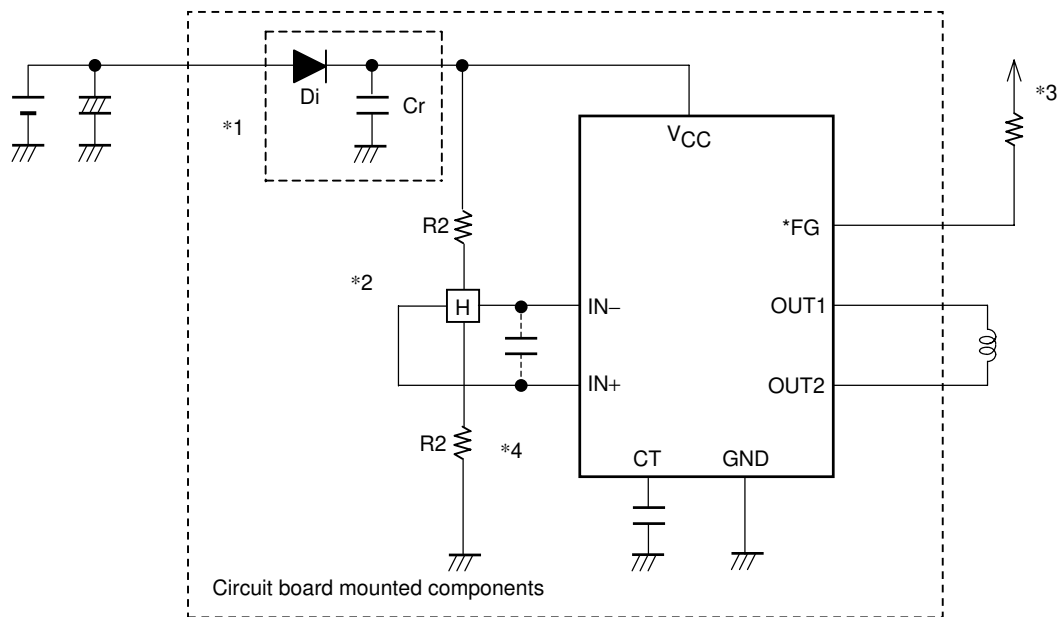 Di
Cr
*1
*3
VCC
R2
*FG
*2
H
IN−
OUT1
IN+
OUT2
R2
*4
CT
GND
Circuit board mounted components